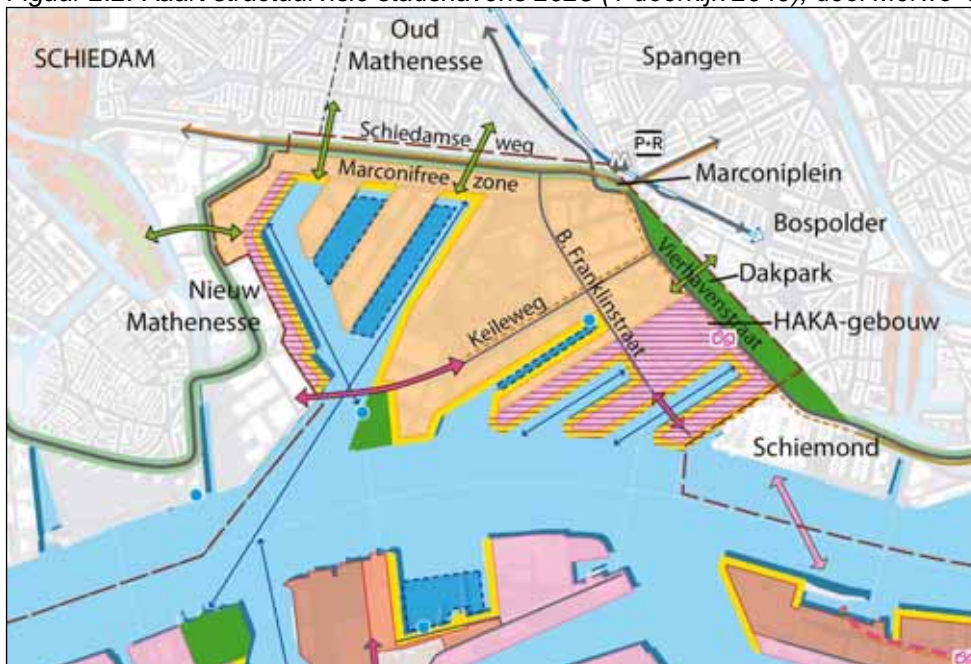 SCHIEDAM
Oud
Mathenesse
Spangen
P+R
Schiedamse weg
Marconifree zone
Marconiplein
Bospolder
Vierhavenstraat
Dakpark
B. Franklinstraat
HAKA-gebouw
Nieuw
Mathenesse
Keileweg
Schiemond